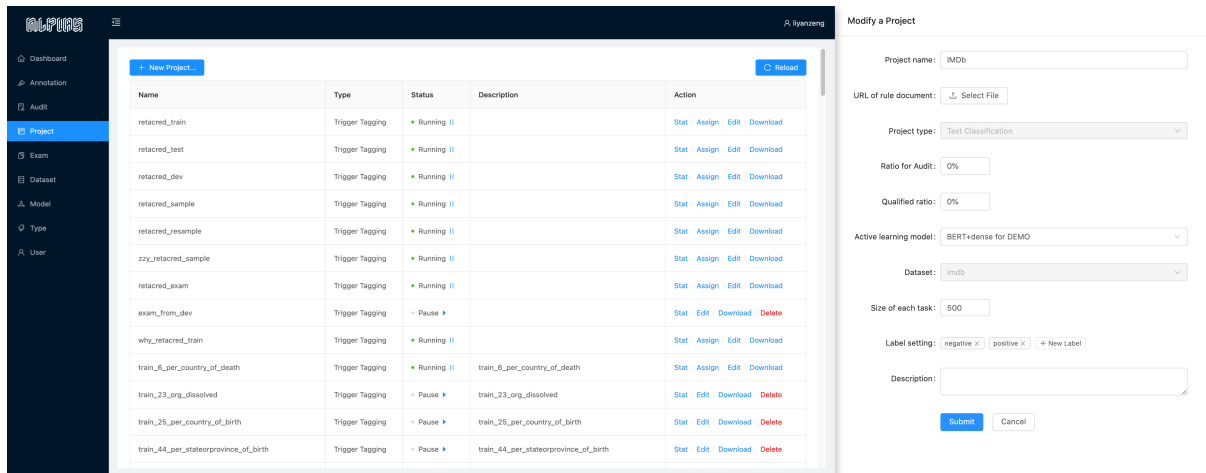 ALPIAS
liyanzeng
Dashboard
Annotation
Audit
Project
Exam
Dataset
Model
Type
User
+ New Project...
Reload
Name Type Status Description Action
retacred_train Trigger Tagging Running Stat Assign Edit Download
retacred_test Trigger Tagging Running Stat Assign Edit Download
retacred_dev Trigger Tagging Running Stat Assign Edit Download
retacred_sample Trigger Tagging Running Stat Assign Edit Download
retacred_resample Trigger Tagging Running Stat Assign Edit Download
zzy_retacred_sample Trigger Tagging Running Stat Assign Edit Download
retacred_exam Trigger Tagging Running Stat Assign Edit Download
exam_from_dev Trigger Tagging Pause Stat Edit Download Delete
why_retacred_train Trigger Tagging Running Stat Assign Edit Download
train_6_per_country_of_death Trigger Tagging Running train_6_per_country_of_death Stat Assign Edit Download
train_23_org_dissolved Trigger Tagging Pause train_23_org_dissolved Stat Edit Download Delete
train_25_per_country_of_birth Trigger Tagging Pause train_25_per_country_of_birth Stat Edit Download Delete
train_44_per_stateorprovince_of_birth Trigger Tagging Pause train_44_per_stateorprovince_of_birth Stat Edit Download Delete
Modify a Project
Project name: IMDb
URL of rule document: Select File
Project type: Text Classification
Ratio for Audit: 0%
Qualified ratio: 0%
Active learning model: BERT+dense for DEMO
Dataset: imdb
Size of each task: 500
Label setting: negative × positive × + New Label
Description:
Submit Cancel